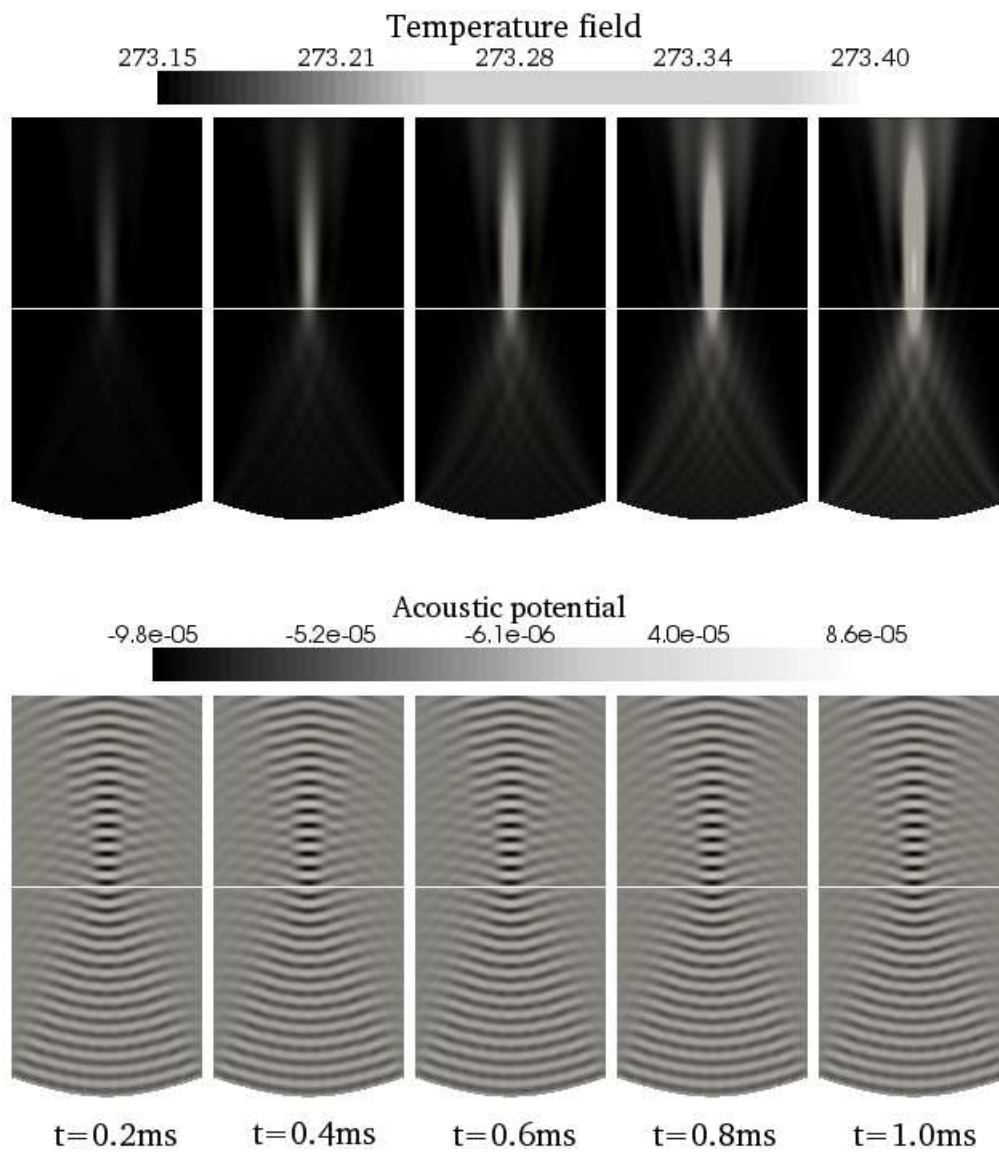 Temperature field
273.15 273.21 273.28 273.34 273.40
Acoustic potential
-9.8e-05 -5.2e-05 -6.1e-06 4.0e-05 8.6e-05
t=0.2ms t=0.4ms t=0.6ms t=0.8ms t=1.0ms